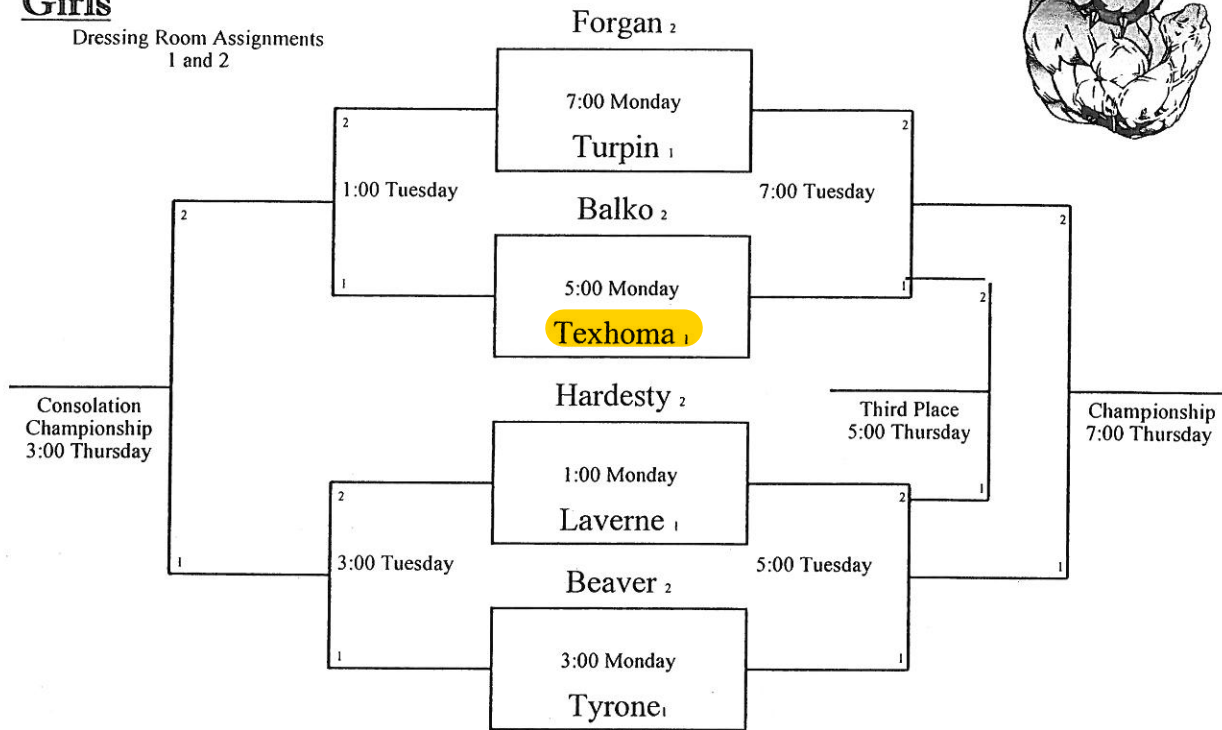 Girls
Dressing Room Assignments
1 and 2
Forgan 2
7:00 Monday
Turpin 1
2
1:00 Tuesday
1
2
7:00 Tuesday
1
Balko 2
5:00 Monday
Texhoma 1
2
1
Consolation
Championship
3:00 Thursday
Hardesty 2
1:00 Monday
Laverne 1
2
Third Place
5:00 Thursday
1
2
Championship
7:00 Thursday
1
2
3:00 Tuesday
1
2
5:00 Tuesday
1
Beaver 2
3:00 Monday
Tyrone 1